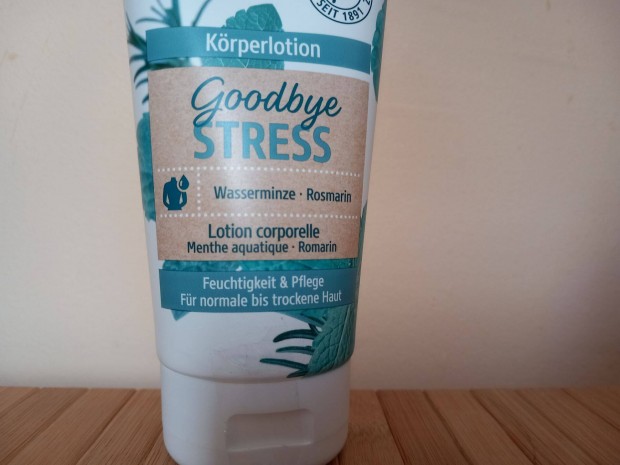 SEIT 1891
Körperlotion
Goodbye
STRESS
Wasserminze · Rosmarin
Lotion corporelle
Menthe aquatique · Romarin
Feuchtigkeit & Pflege
Für normale bis trockene Haut